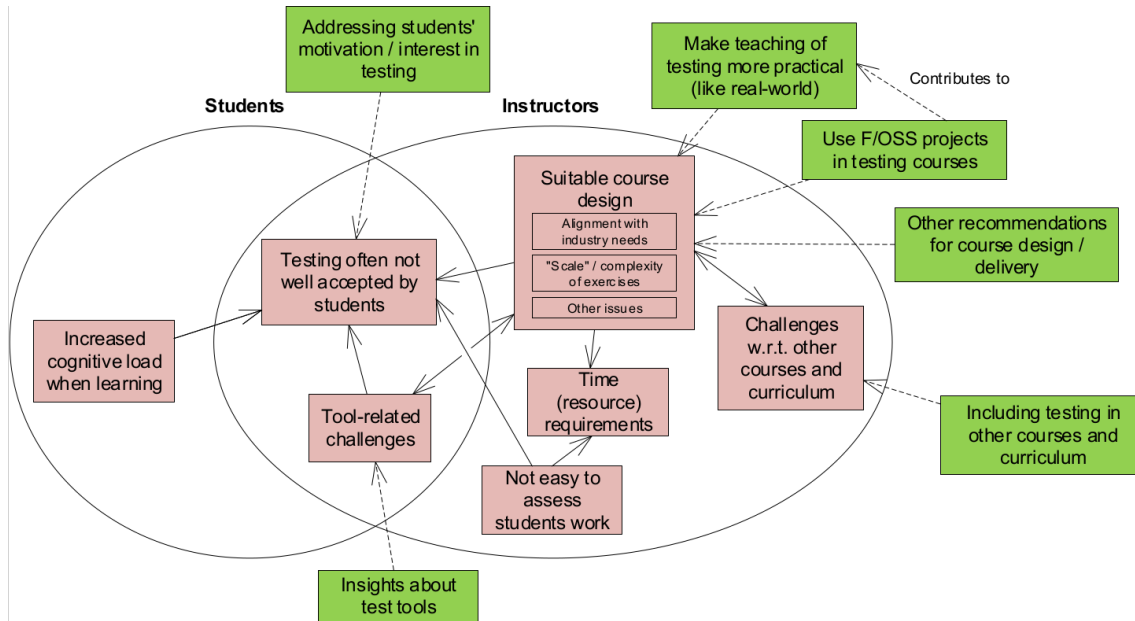 Addressing students'
motivation / interest in
testing
Make teaching of
testing more practical
(like real-world)
Contributes to
Students
Instructors
Use F/OSS projects
in testing courses
Suitable course
design
Alignment with
industry needs
"Scale" / complexity
of exercises
Other issues
Other recommendations
for course design /
delivery
Testing often not
well accepted by
students
Increased
cognitive load
when learning
Challenges
w.r.t. other
courses and
curriculum
Time
(resource)
requirements
Tool-related
challenges
Including testing in
other courses and
curriculum
Not easy to
assess
students work
Insights about
test tools